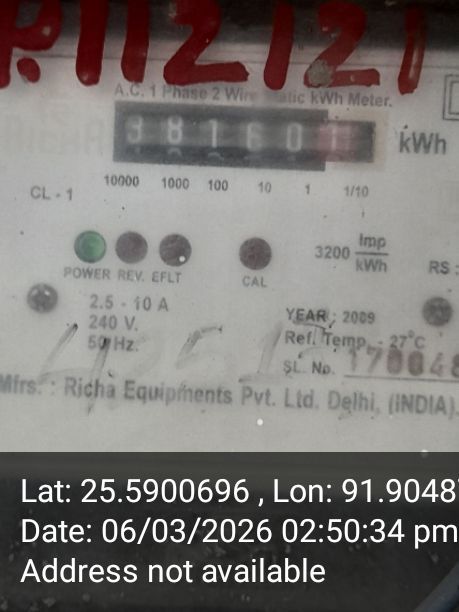 P.112121
A.C. 1 Phase 2 Wire Static kWh Meter.
38160 1 kWh
10000 1000 100 10 1 1/10
CL - 1
3200 Imp/kWh
POWER REV. EFLT CAL
RS :
2.5 - 10 A
240 V.
50 Hz.
YEAR : 2009
Ref. Temp. - 27°C
SL. No. 170048
Mfrs. : Richa Equipments Pvt. Ltd. Delhi, (INDIA).
Lat: 25.5900696 , Lon: 91.9048
Date: 06/03/2026 02:50:34 pm
Address not available